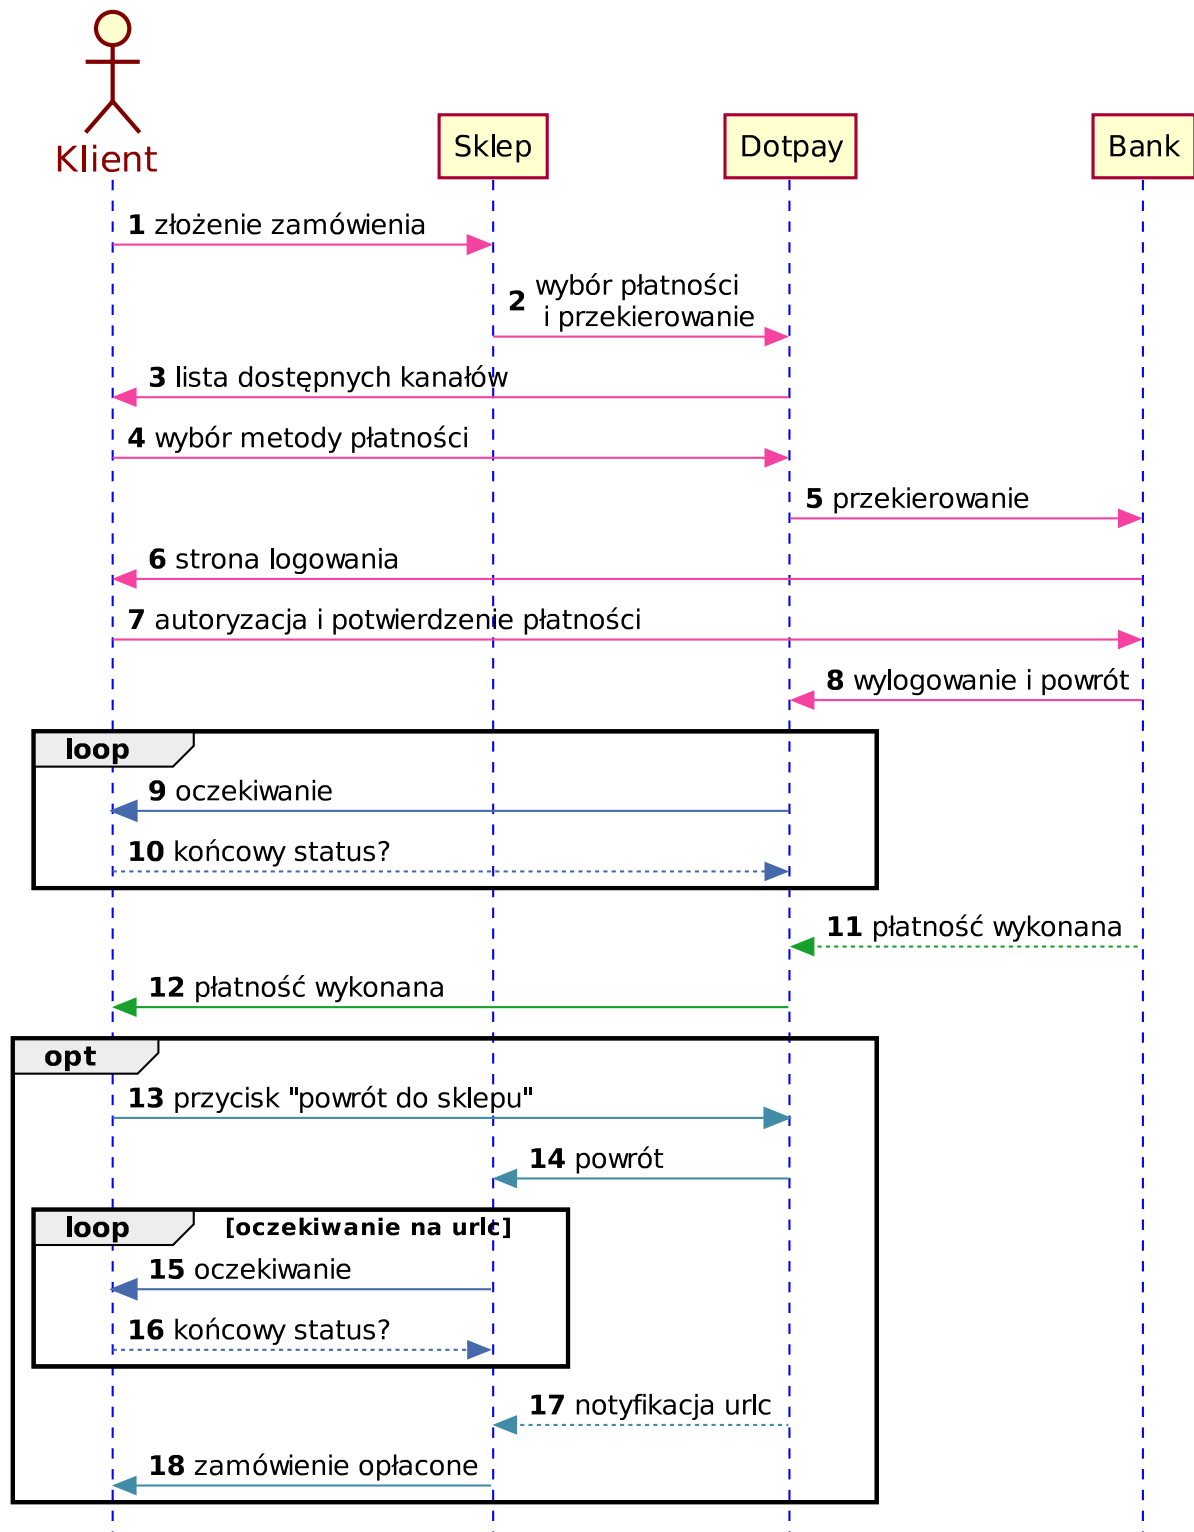 Klient
Sklep
Dotpay
Bank
1 złożenie zamówienia
2 wybór płatności
i przekierowanie
3 lista dostępnych kanałów
4 wybór metody płatności
5 przekierowanie
6 strona logowania
7 autoryzacja i potwierdzenie płatności
8 wylogowanie i powrót
loop
9 oczekiwanie
10 końcowy status?
11 płatność wykonana
12 płatność wykonana
opt
13 przycisk "powrót do sklepu"
14 powrót
loop [oczekiwanie na urlc]
15 oczekiwanie
16 końcowy status?
17 notyfikacja urlc
18 zamówienie opłacone